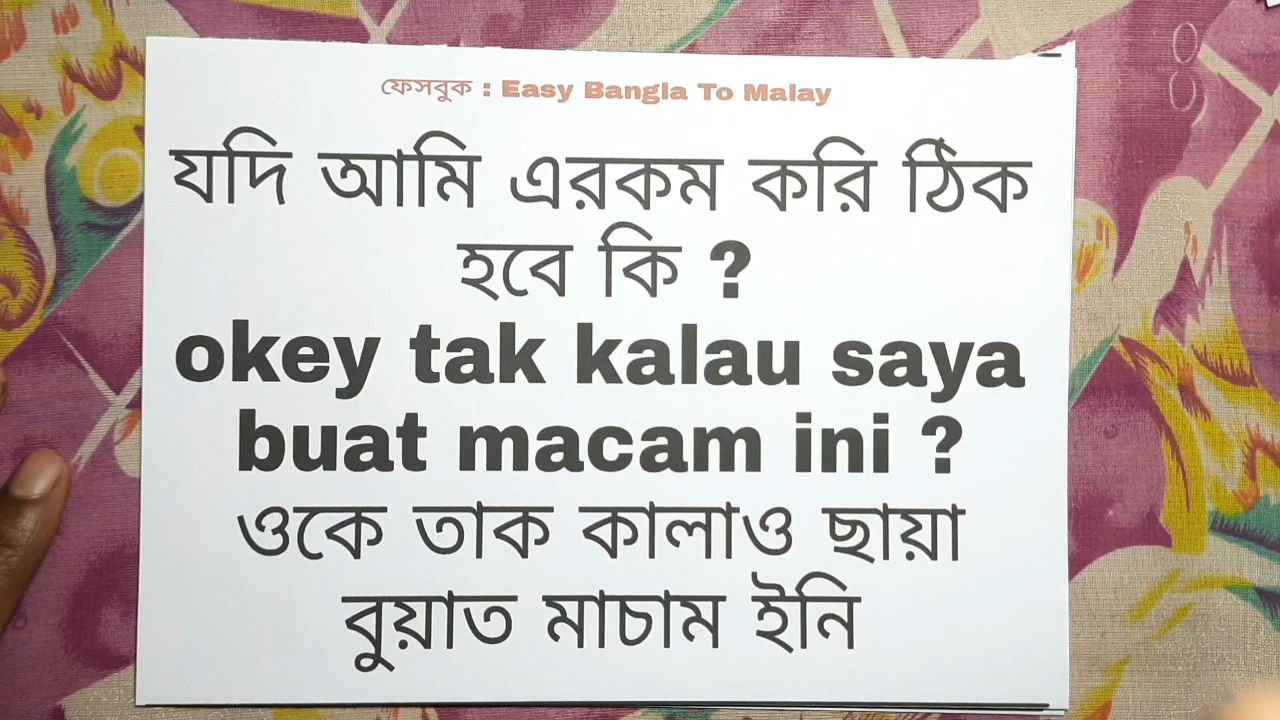 ফেসবুক : Easy Bangla To Malay
যদি আমি এরকম করি ঠিক
হবে কি ?
okey tak kalau saya
buat macam ini ?
ওকে তাক কালাও ছায়া
বুয়াত মাচাম ইনি